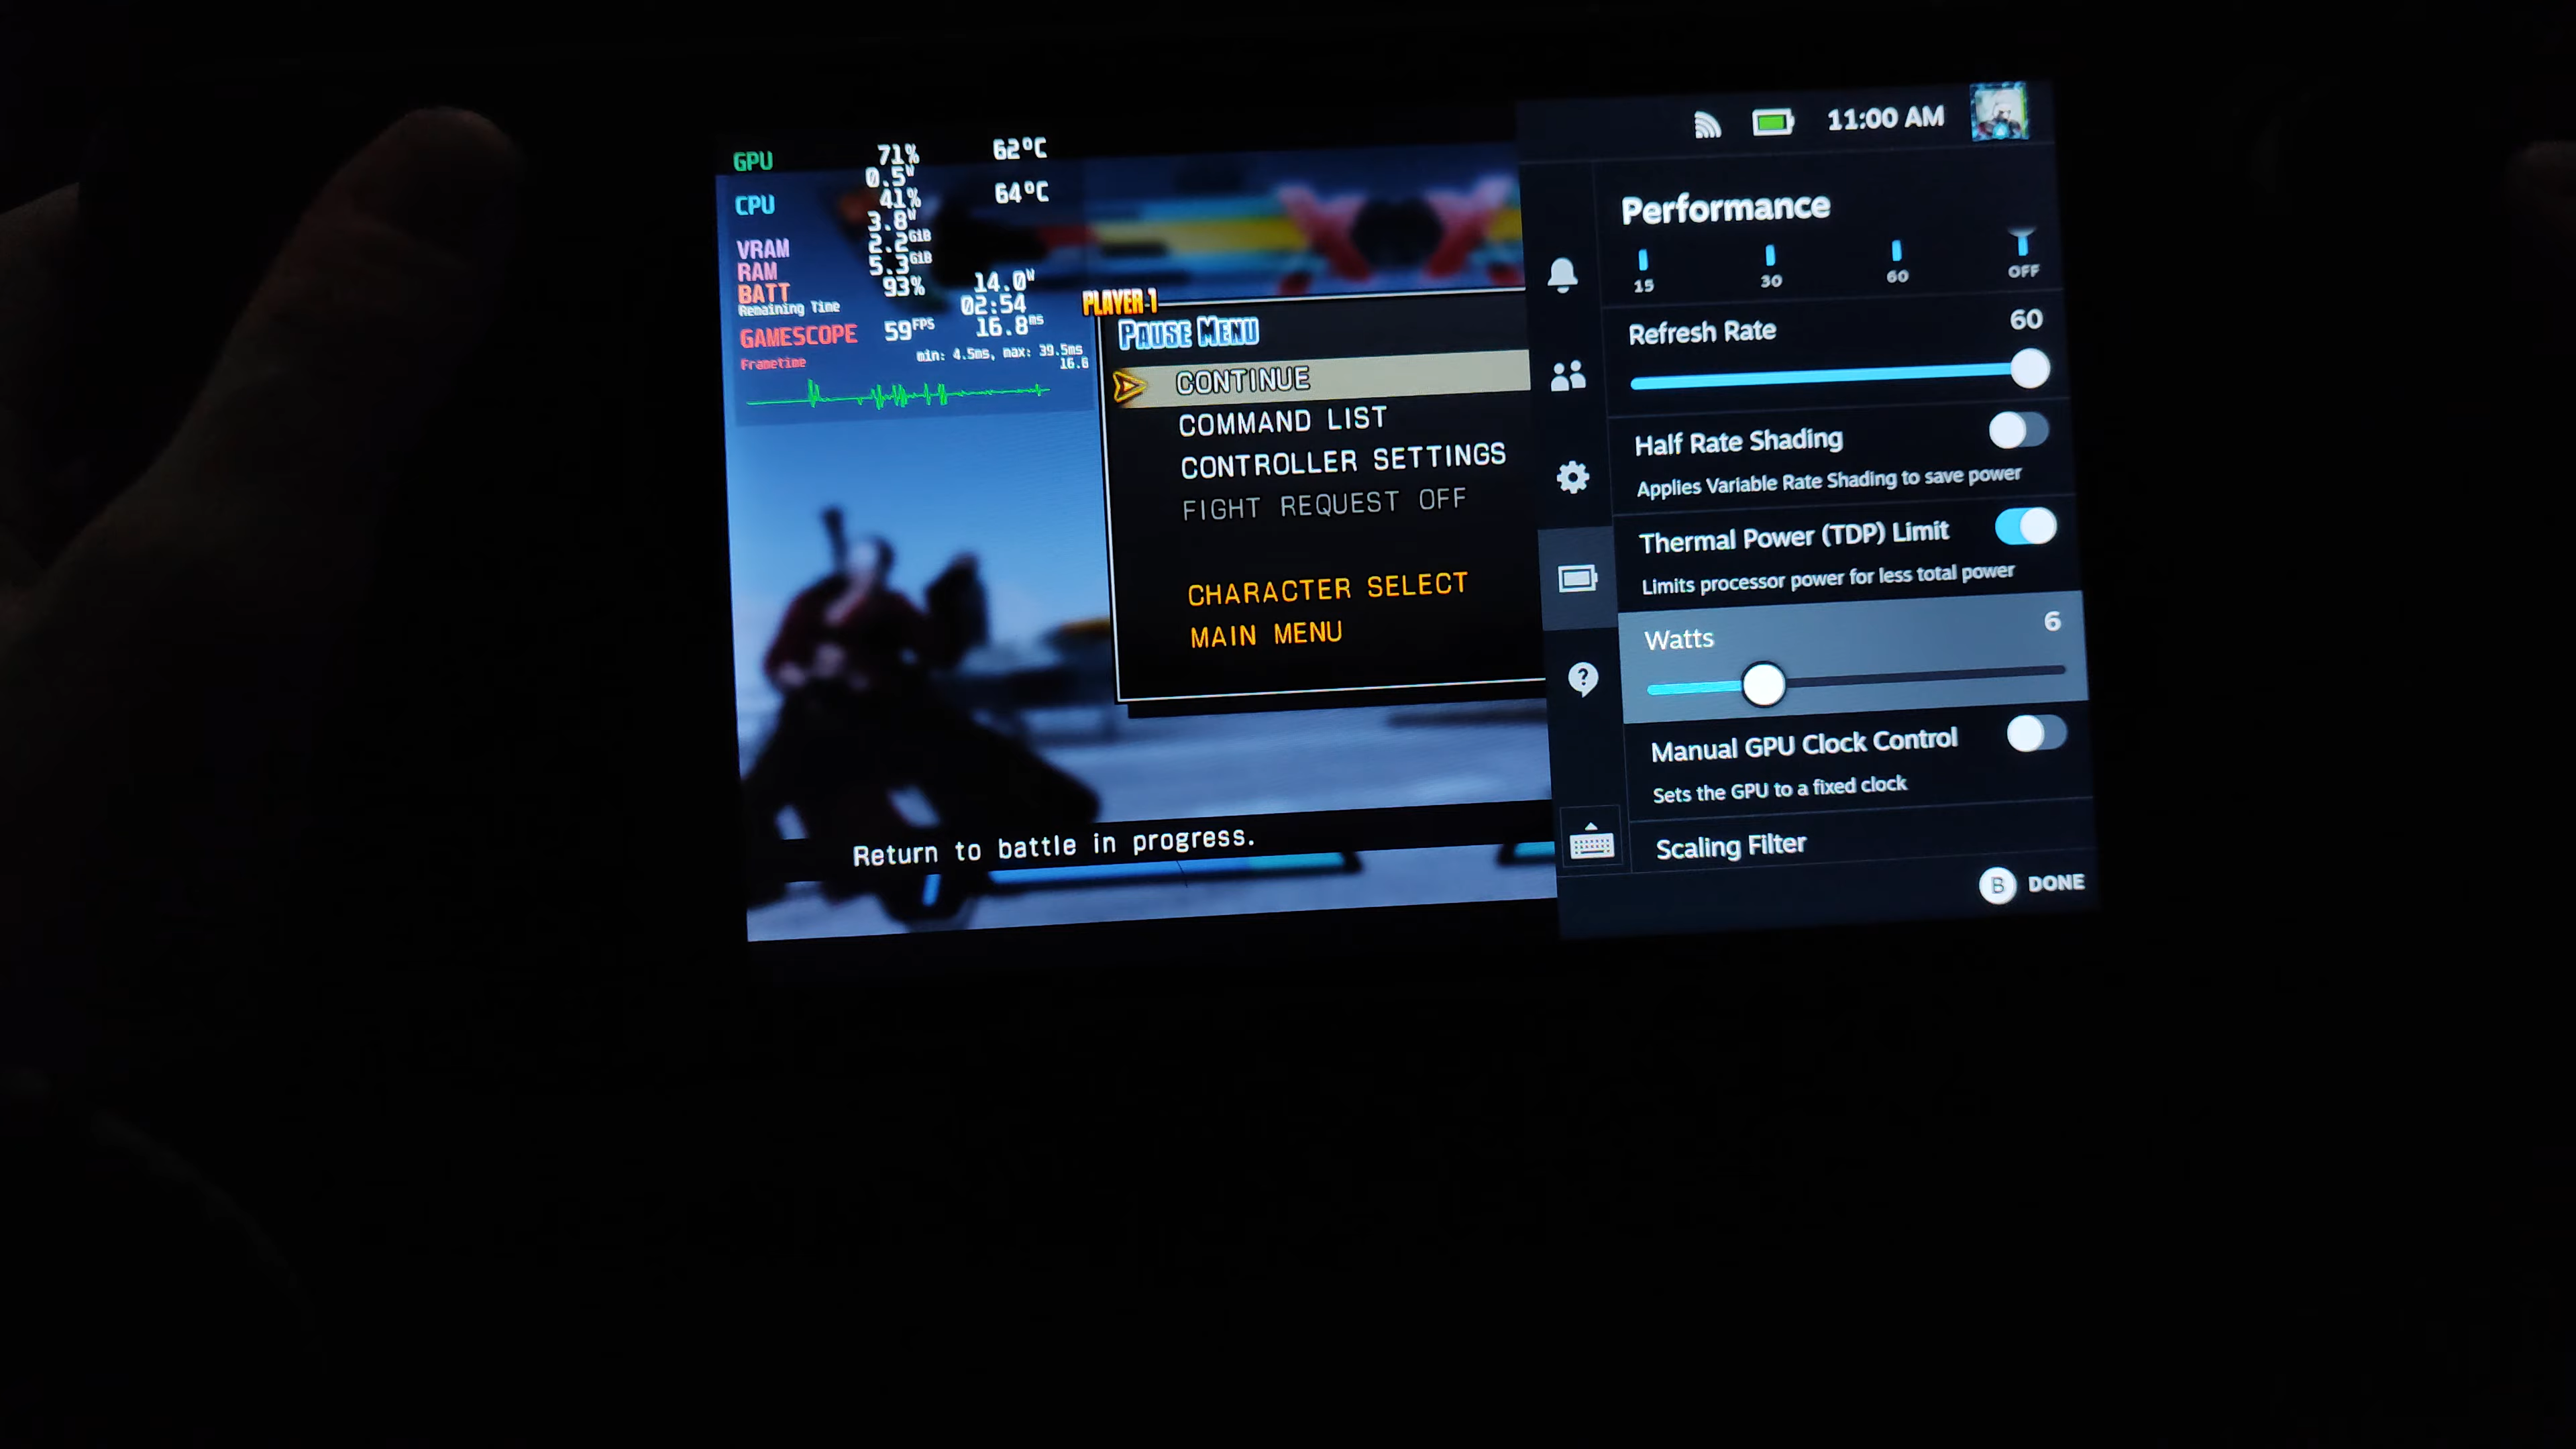 GPU 71% 62°C
0.5W
CPU 41% 64°C
3.8W
VRAM 2.2GiB
RAM 5.3GiB
BATT 93% 14.0W
Remaining Time 02:54
GAMESCOPE 59FPS 16.8ms
min: 4.5ms, max: 39.5ms
Frametime 16.6
PLAYER-1
PAUSE MENU
CONTINUE
COMMAND LIST
CONTROLLER SETTINGS
FIGHT REQUEST OFF
CHARACTER SELECT
MAIN MENU
Return to battle in progress.
11:00 AM
Performance
15 30 60 OFF
Refresh Rate 60
Half Rate Shading
Applies Variable Rate Shading to save power
Thermal Power (TDP) Limit
Limits processor power for less total power
Watts 6
Manual GPU Clock Control
Sets the GPU to a fixed clock
Scaling Filter
B DONE